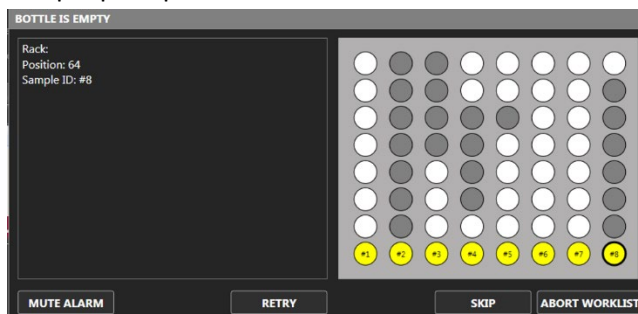 BOTTLE IS EMPTY
Rack:
Position: 64
Sample ID: #8
#1 #2 #3 #4 #5 #6 #7 #8
MUTE ALARM RETRY SKIP ABORT WORKLIST